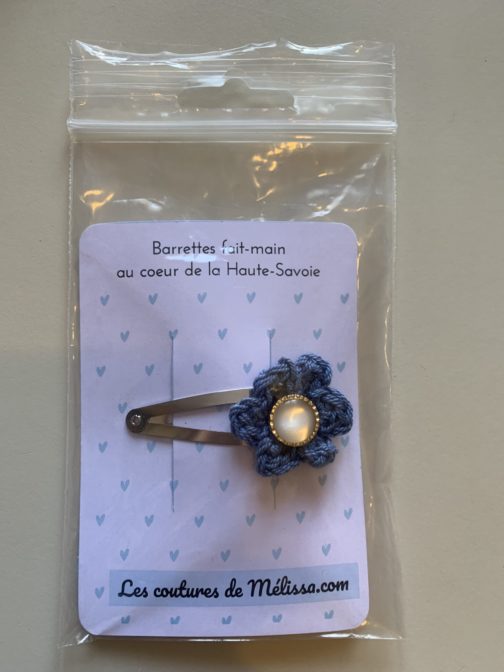 Barrettes fait-main
au coeur de la Haute-Savoie
Les coutures de Mélissa.com